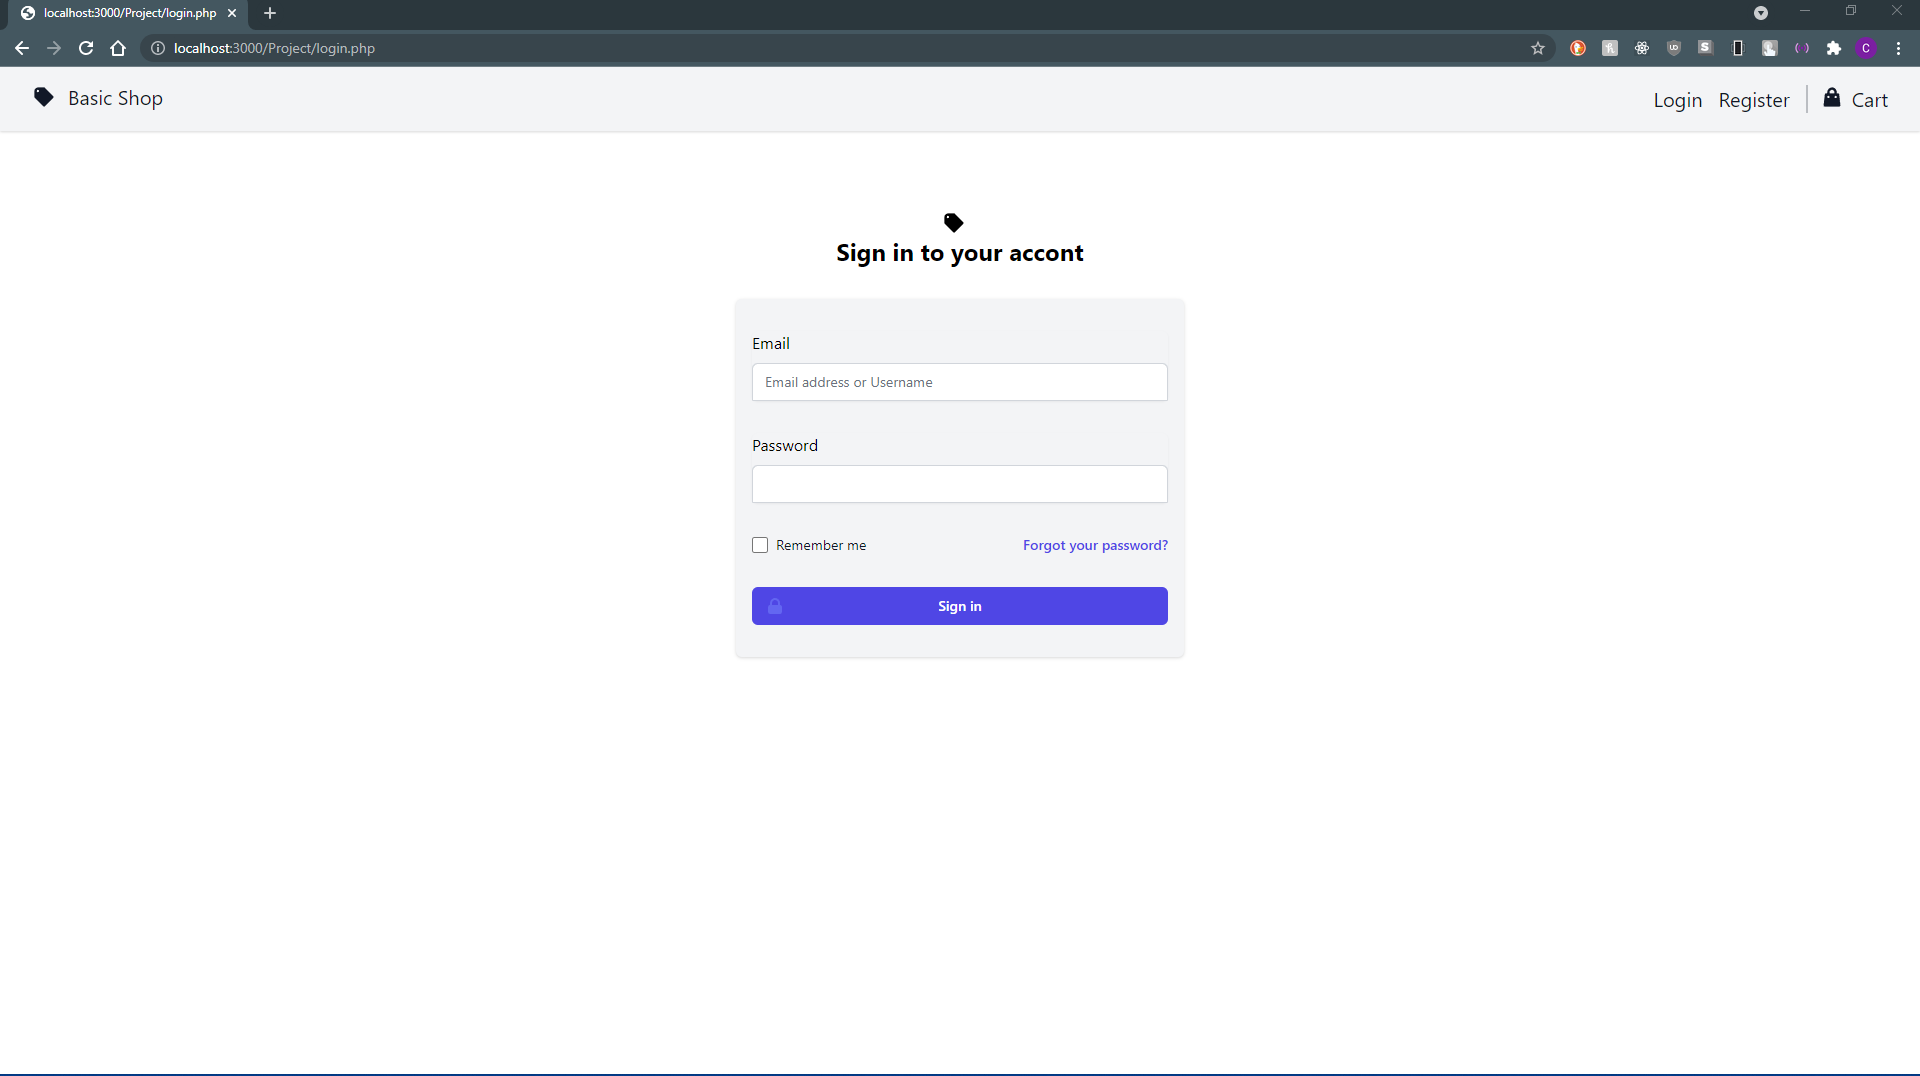 localhost:3000/Project/login.php
localhost:3000/Project/login.php
C
Basic Shop
Login Register Cart
Sign in to your accont
Email
Email address or Username
Password
Remember me Forgot your password?
Sign in